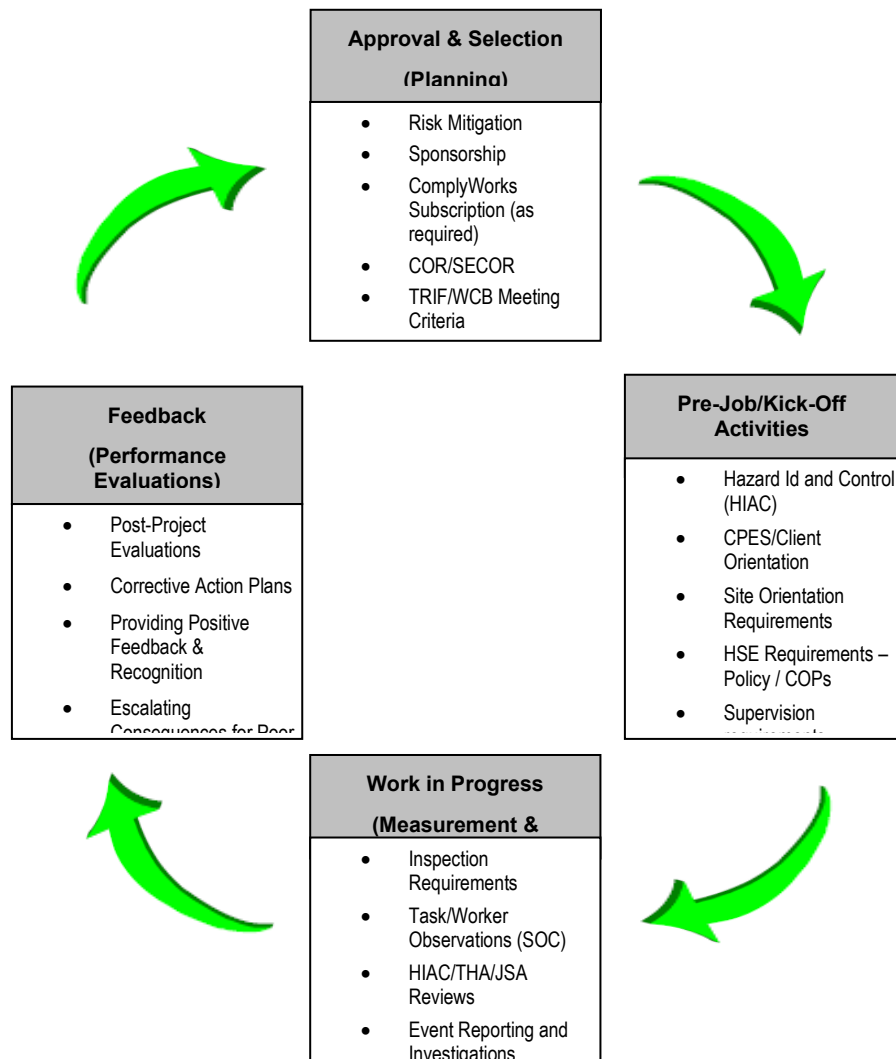 Approval & Selection
(Planning)
• Risk Mitigation
• Sponsorship
• ComplyWorks
Subscription (as
required)
• COR/SECOR
• TRIF/WCB Meeting
Criteria
Pre-Job/Kick-Off
Activities
• Hazard Id and Control
(HIAC)
• CPES/Client
Orientation
• Site Orientation
Requirements
• HSE Requirements –
Policy / COPs
• Supervision
Work in Progress
(Measurement &
• Inspection
Requirements
• Task/Worker
Observations (SOC)
• HIAC/THA/JSA
Reviews
• Event Reporting and
Investigations
Feedback
(Performance
Evaluations)
• Post-Project
Evaluations
• Corrective Action Plans
• Providing Positive
Feedback &
Recognition
• Escalating
Consequences for Poor